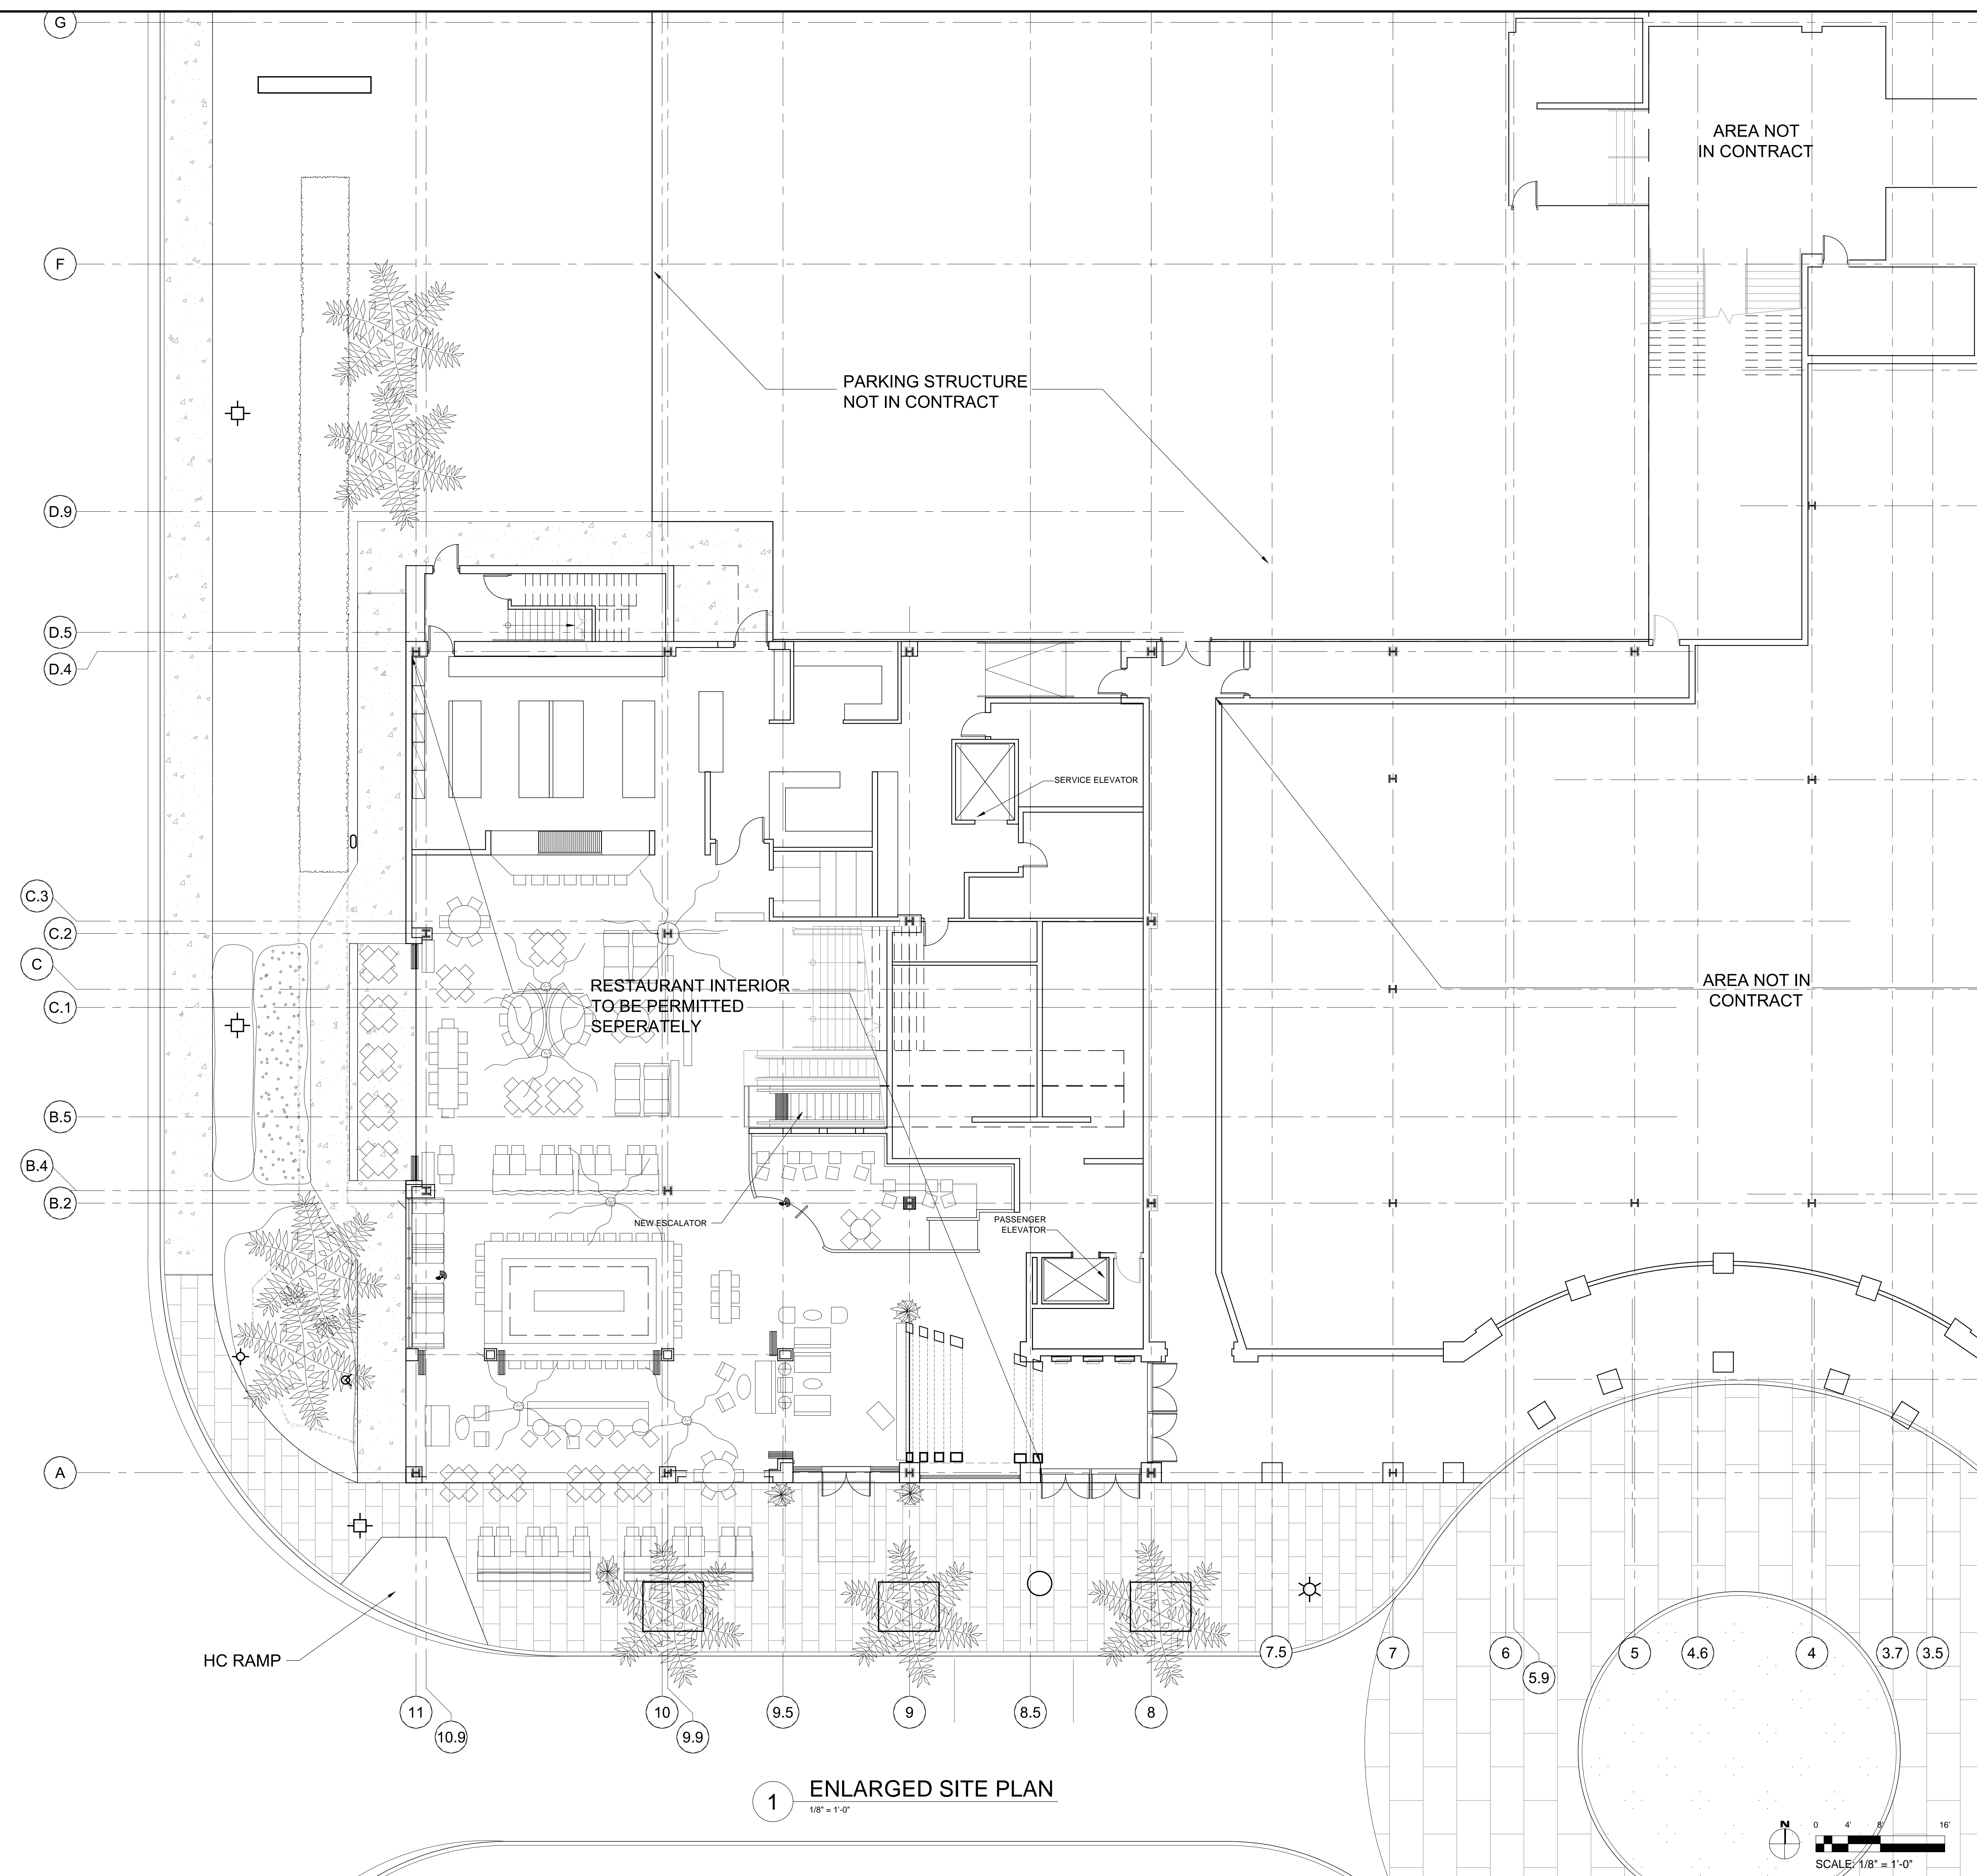 G
AREA NOT
IN CONTRACT
F
PARKING STRUCTURE
NOT IN CONTRACT
D.9
D.5
D.4
SERVICE ELEVATOR
C.3
C.2
C
C.1
RESTAURANT INTERIOR
TO BE PERMITTED
SEPERATELY
AREA NOT IN
CONTRACT
B.5
B.4
B.2
NEW ESCALATOR
PASSENGER
ELEVATOR
A
HC RAMP
11
10.9
10
9.9
9.5
9
8.5
8
7.5
7
6
5.9
5
4.6
4
3.7
3.5
1
ENLARGED SITE PLAN
1/8" = 1'-0"
N
0 4' 8' 16'
SCALE: 1/8" = 1'-0"